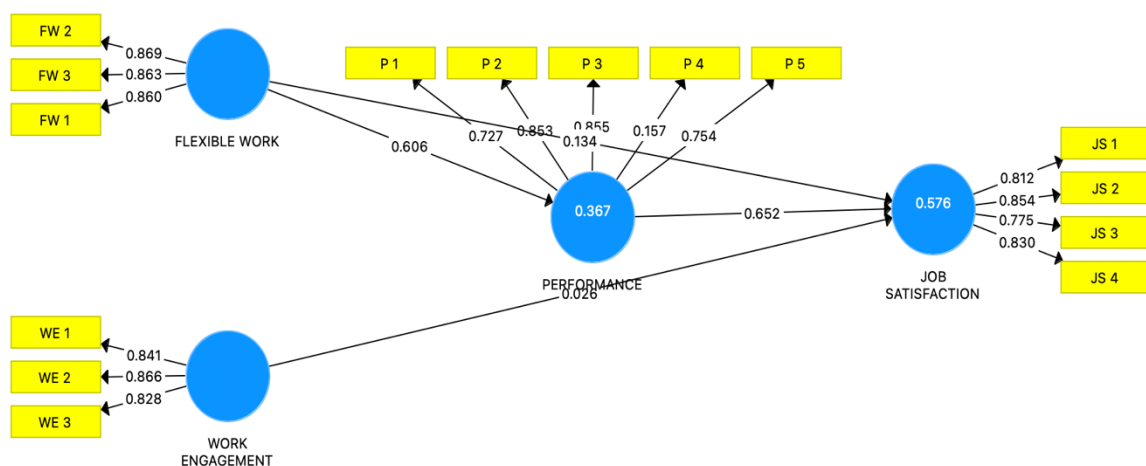 FW 2
FW 3
FW 1
0.869
0.863
0.860
FLEXIBLE WORK
P 1
P 2
P 3
P 4
P 5
0.727
0.853
0.855
0.157
0.754
0.134
0.606
0.367
PERFORMANCE
0.652
0.026
0.576
JOB
SATISFACTION
0.812
0.854
0.775
0.830
JS 1
JS 2
JS 3
JS 4
WE 1
WE 2
WE 3
0.841
0.866
0.828
WORK
ENGAGEMENT